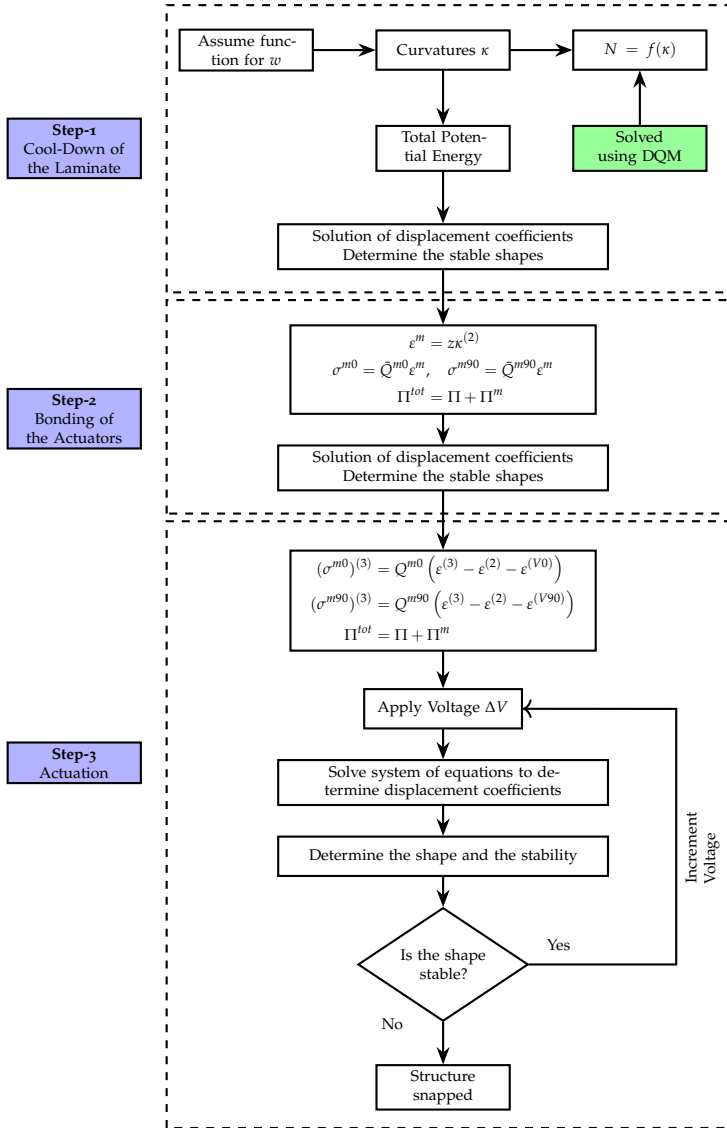 Assume func-
tion for w
Curvatures κ
N = f(κ)
Step-1
Cool-Down of
the Laminate
Total Poten-
tial Energy
Solved
using DQM
Solution of displacement coefficients
Determine the stable shapes
Step-2
Bonding of
the Actuators
ε^m = zκ^(2)
σ^m0 = Q̄^m0 ε^m, σ^m90 = Q̄^m90 ε^m
Π^tot = Π + Π^m
Solution of displacement coefficients
Determine the stable shapes
Step-3
Actuation
(σ^m0)^(3) = Q^m0 (ε^(3) − ε^(2) − ε^(V0))
(σ^m90)^(3) = Q^m90 (ε^(3) − ε^(2) − ε^(V90))
Π^tot = Π + Π^m
Apply Voltage ΔV
Solve system of equations to de-
termine displacement coefficients
Determine the shape and the stability
Increment
Voltage
Is the shape
stable?
Yes
No
Structure
snapped